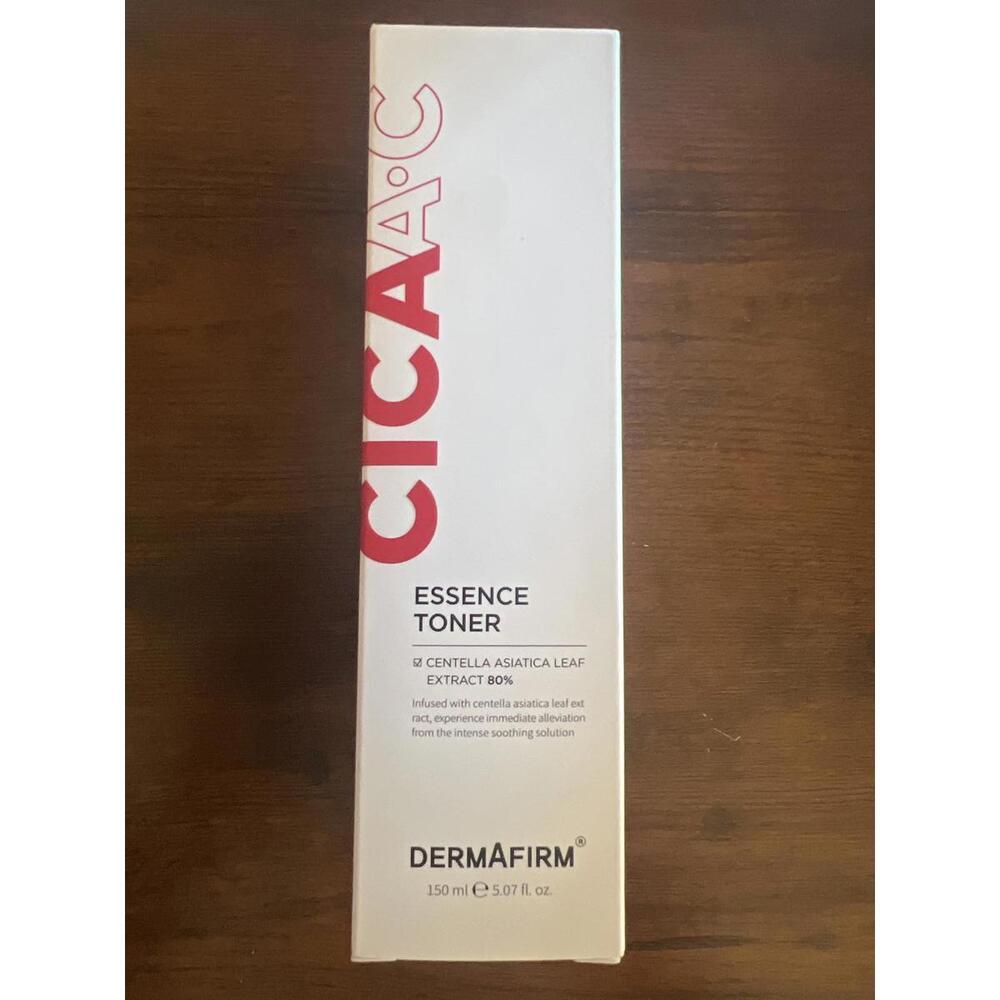 CICA A·C
ESSENCE
TONER
☑ CENTELLA ASIATICA LEAF
EXTRACT 80%
Infused with centella asiatica leaf ext
ract, experience immediate alleviation
from the intense soothing solution
DERMAFIRM®
150 ml ℮ 5.07 fl. oz.